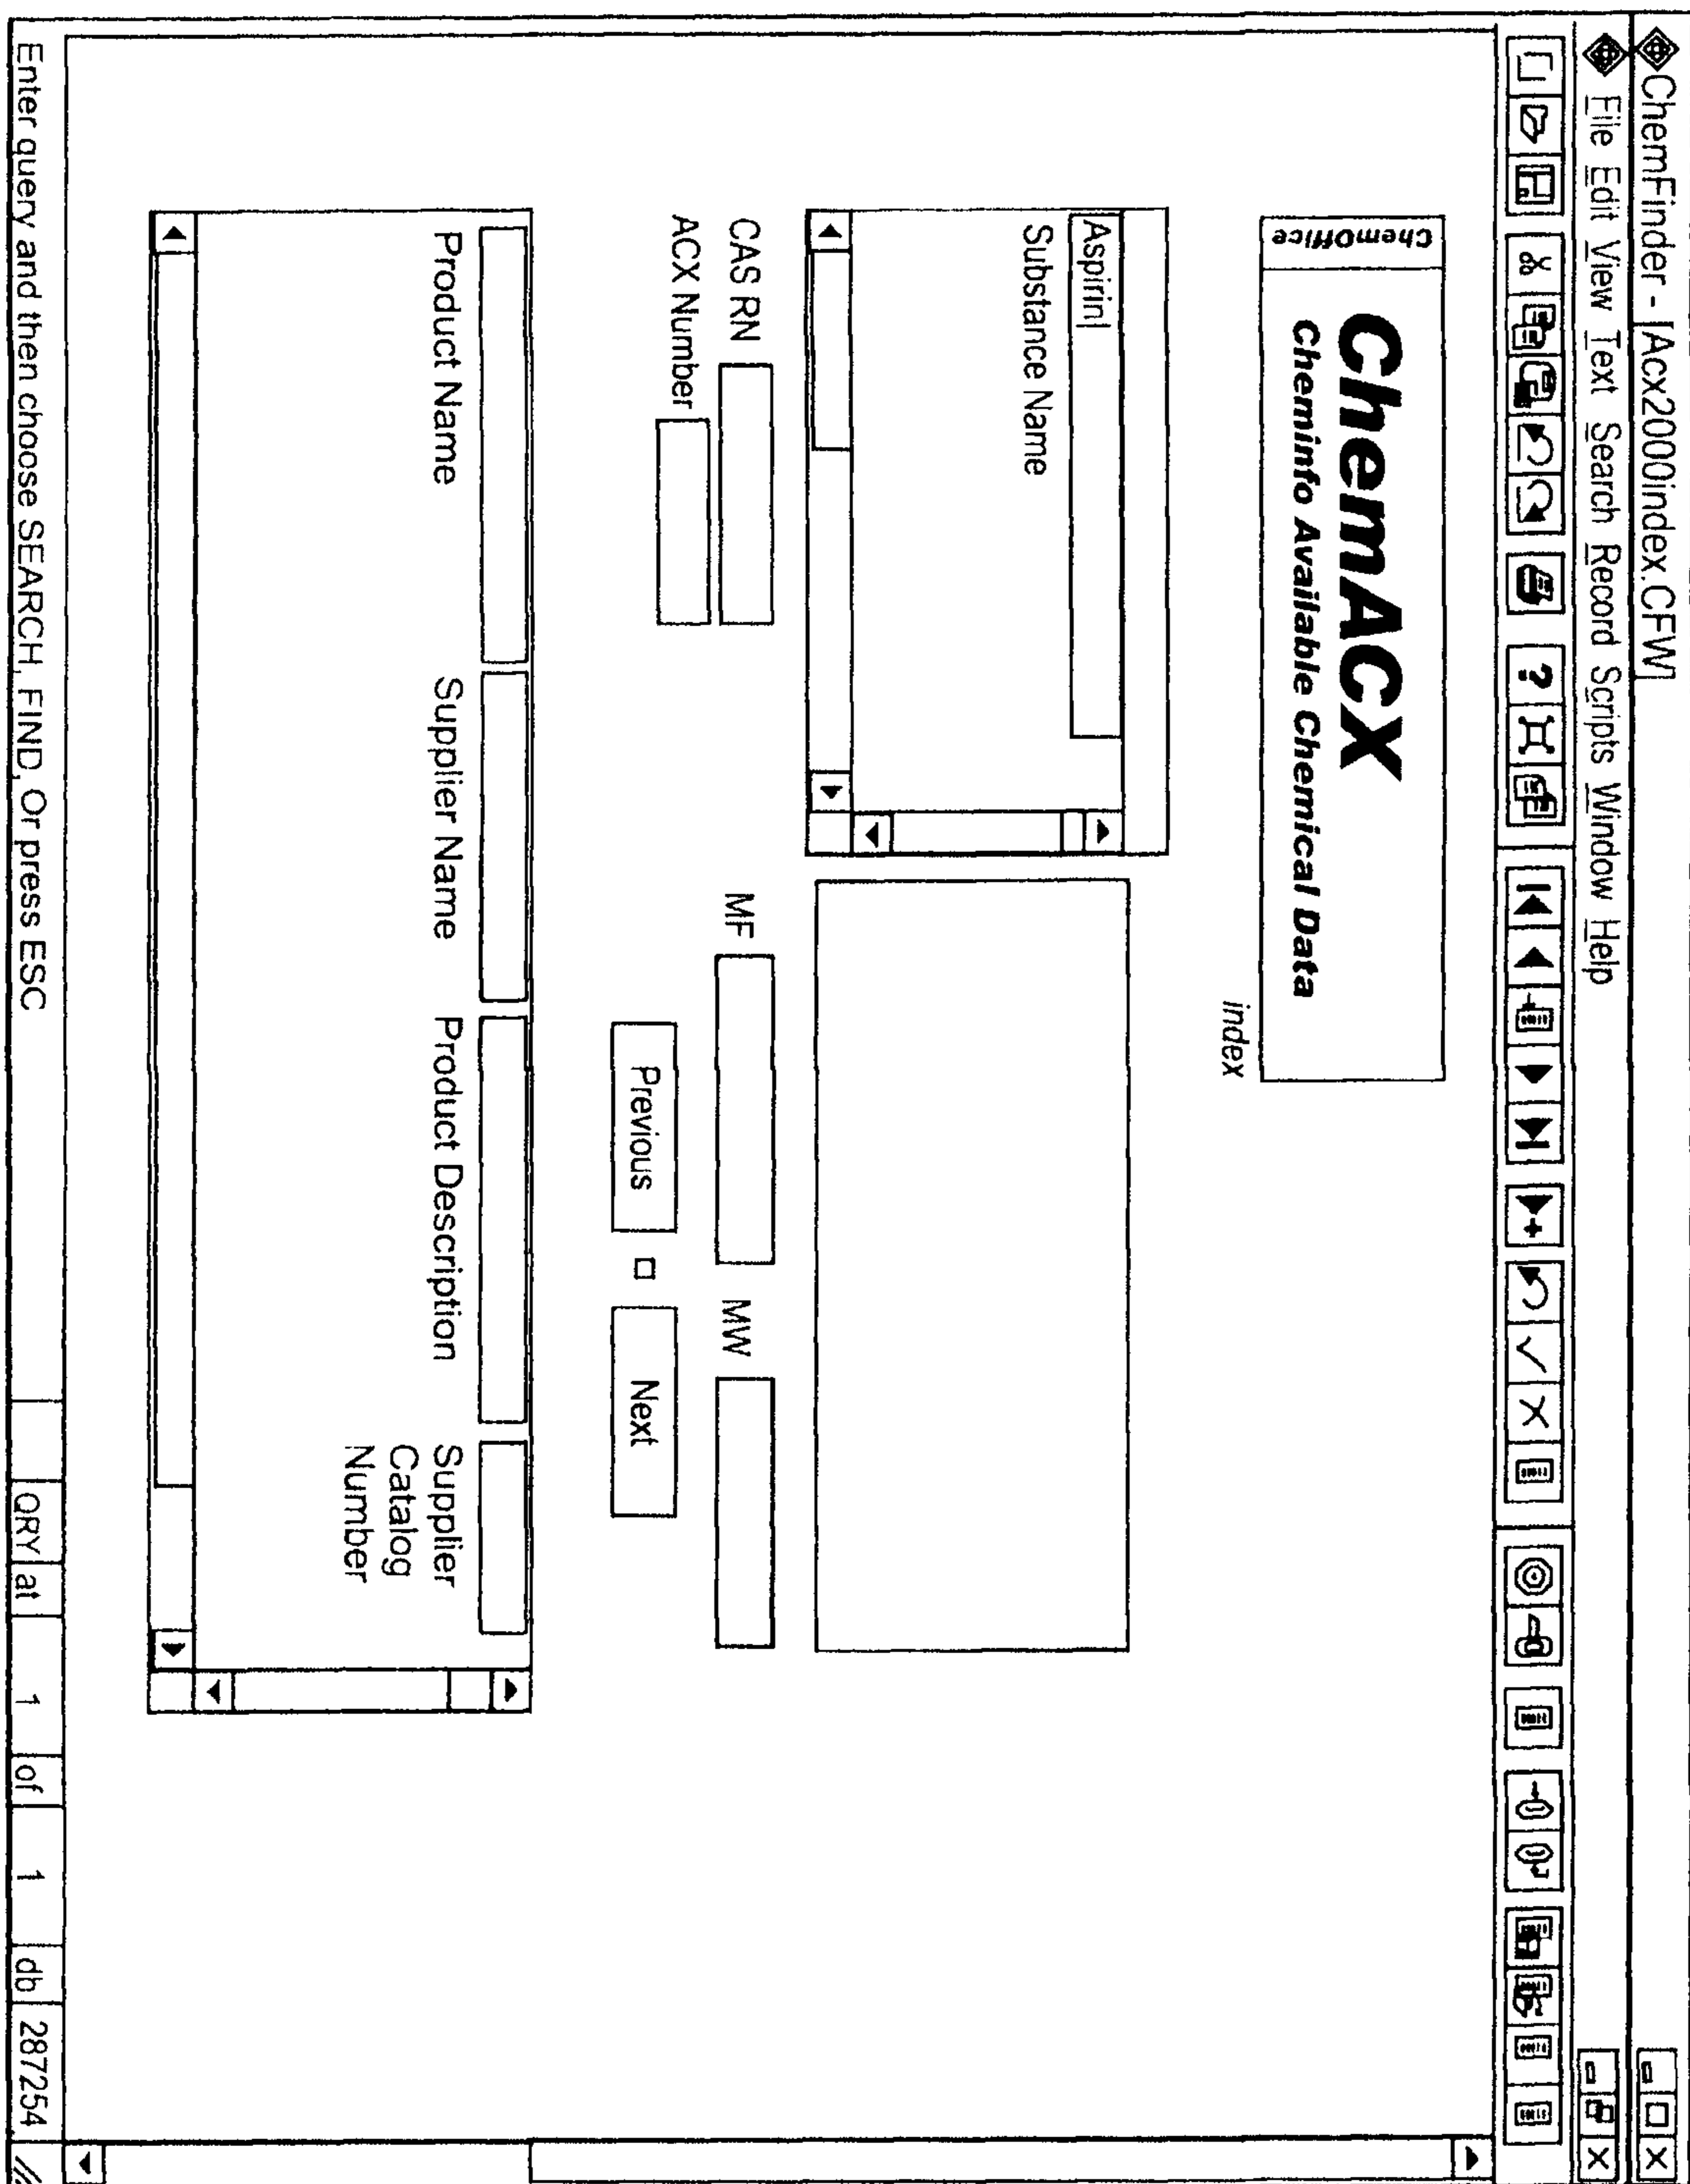 ChemFinder - [Acx2000index.CFW]
File Edit View Text Search Record Scripts Window Help
ChemOffice
ChemACX
Cheminfo Available Chemical Data
index
Aspirin
Substance Name
CAS RN
MF
MW
ACX Number
Previous
Next
Product Name
Supplier Name
Product Description
Supplier
Catalog
Number
Enter query and then choose SEARCH, FIND, Or press ESC
QRY at 1 of 1 db 287254